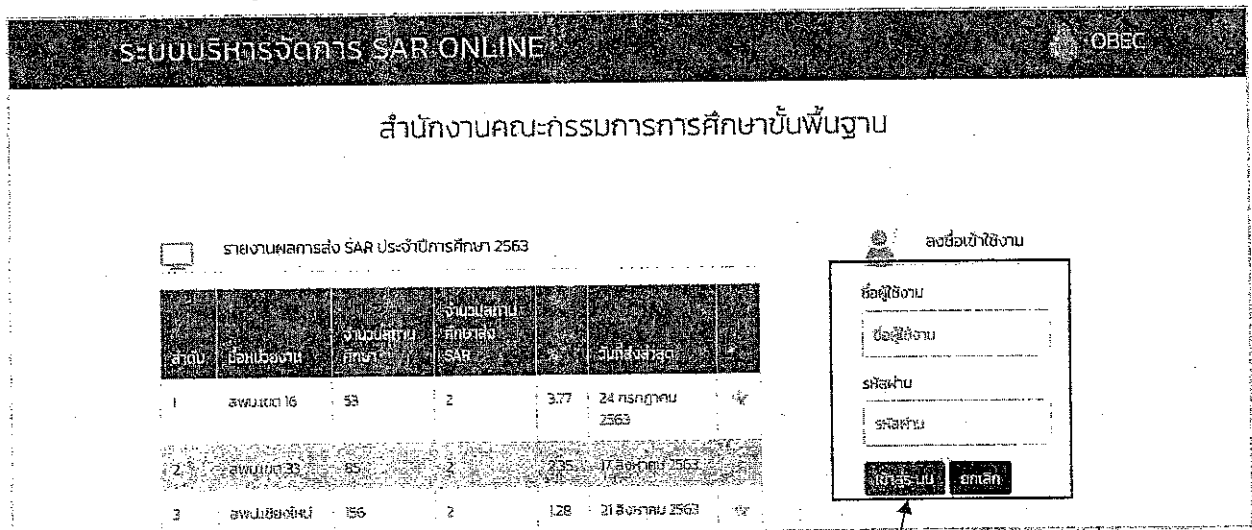 ระบบบริหารจัดการ SAR ONLINE OBEC
สำนักงานคณะกรรมการการศึกษาขั้นพื้นฐาน
รายงานผลการส่ง SAR ประจำปีการศึกษา 2563
ลำดับ ชื่อหน่วยงาน จำนวนสถานศึกษา จำนวนสถานศึกษาส่ง SAR % วันที่ส่งล่าสุด
1 สพม.เขต 16 53 2 3.77 24 กรกฎาคม 2563
2 สพม.เขต 33 85 2 2.35 17 สิงหาคม 2563
3 สพป.เชียงใหม่ 156 2 1.28 21 สิงหาคม 2563
ลงชื่อเข้าใช้งาน
ชื่อผู้ใช้งาน
ชื่อผู้ใช้งาน
รหัสผ่าน
รหัสผ่าน
เข้าสู่ระบบ ยกเลิก